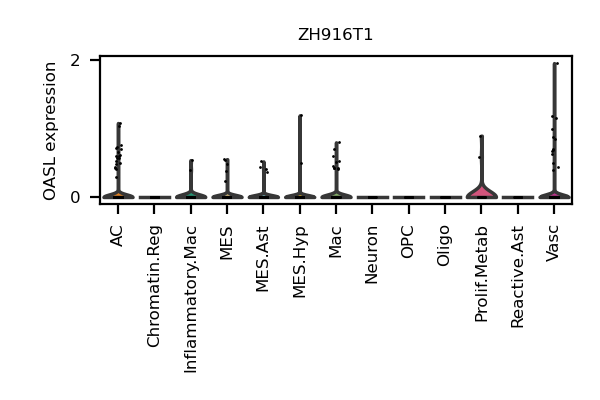 ZH916T1
OASL expression
2
0
AC
Chromatin.Reg
Inflammatory.Mac
MES
MES.Ast
MES.Hyp
Mac
Neuron
OPC
Oligo
Prolif.Metab
Reactive.Ast
Vasc